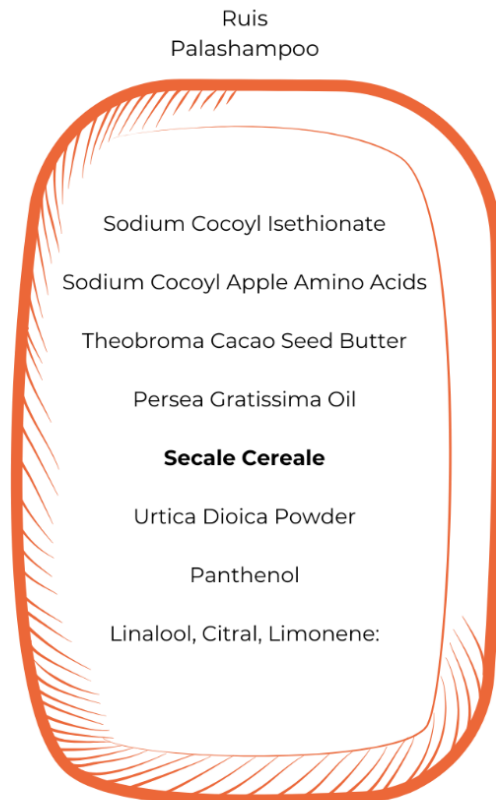 Ruis
Palashampoo
Sodium Cocoyl Isethionate
Sodium Cocoyl Apple Amino Acids
Theobroma Cacao Seed Butter
Persea Gratissima Oil
Secale Cereale
Urtica Dioica Powder
Panthenol
Linalool, Citral, Limonene: